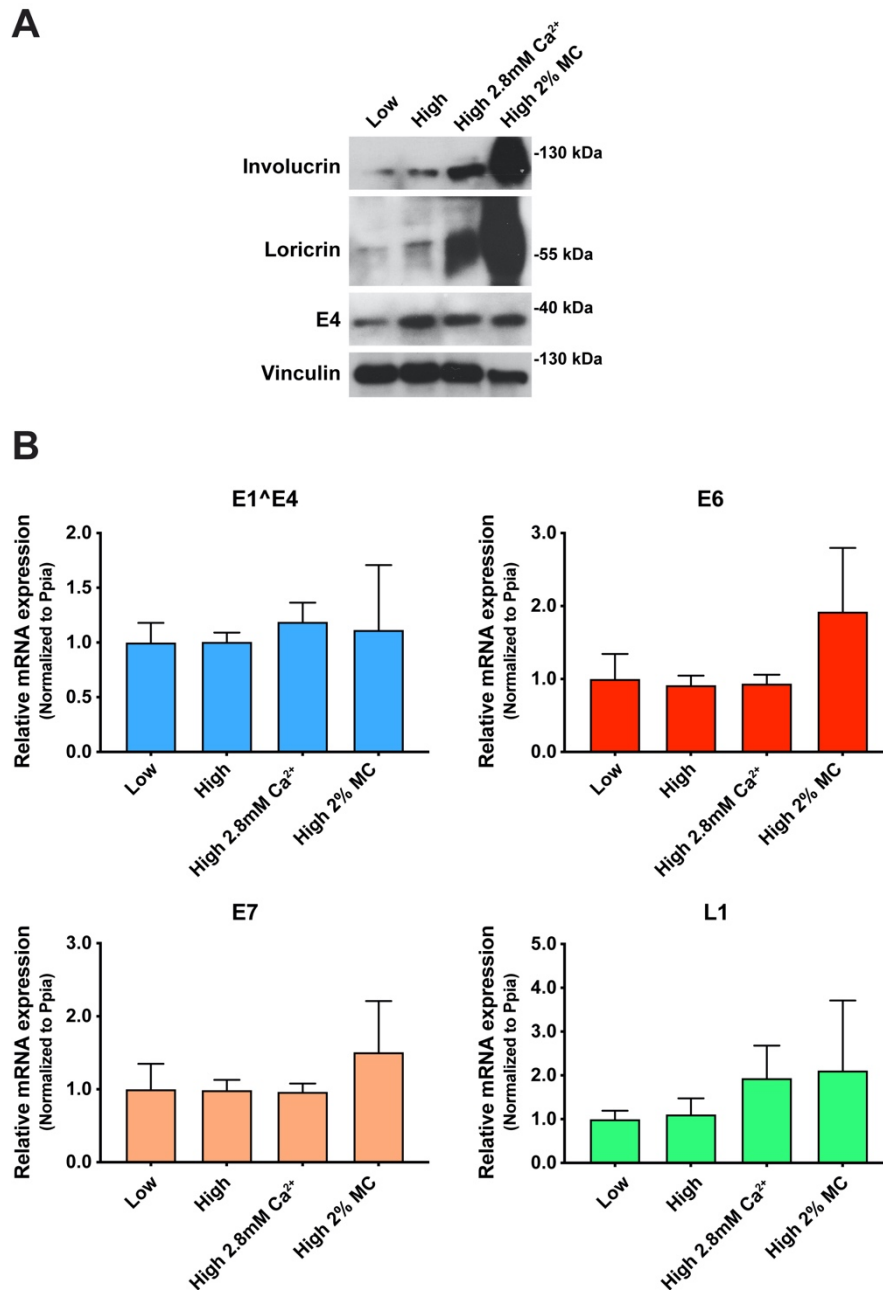 A
Low
High
High 2.8mM Ca²⁺
High 2% MC
Involucrin
-130 kDa
Loricrin
-55 kDa
E4
-40 kDa
Vinculin
-130 kDa
B
E1^E4
Relative mRNA expression
(Normalized to Ppia)
2.0
1.5
1.0
0.5
0.0
Low
High
High 2.8mM Ca²⁺
High 2% MC
E6
Relative mRNA expression
(Normalized to Ppia)
3.0
2.0
1.0
0.0
Low
High
High 2.8mM Ca²⁺
High 2% MC
E7
Relative mRNA expression
(Normalized to Ppia)
3.0
2.0
1.0
0.0
Low
High
High 2.8mM Ca²⁺
High 2% MC
L1
Relative mRNA expression
(Normalized to Ppia)
5.0
4.0
3.0
2.0
1.0
0.0
Low
High
High 2.8mM Ca²⁺
High 2% MC